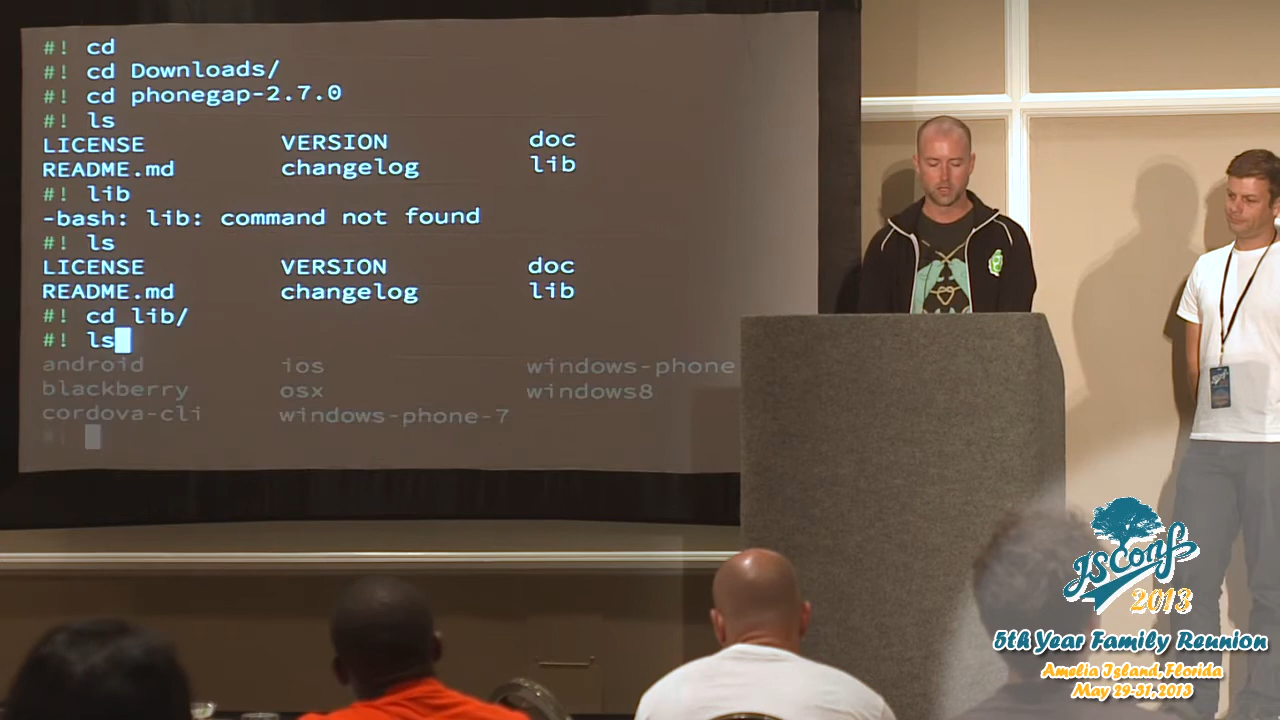 #! cd
#! cd Downloads/
#! cd phonegap-2.7.0
#! ls
LICENSE VERSION doc
README.md changelog lib
#! lib
-bash: lib: command not found
#! ls
LICENSE VERSION doc
README.md changelog lib
#! cd lib/
#! ls
android ios windows-phone
blackberry osx windows8
cordova-cli windows-phone-7
#!
JSConf
2013
5th Year Family Reunion
Amelia Island, Florida
May 29-31, 2013